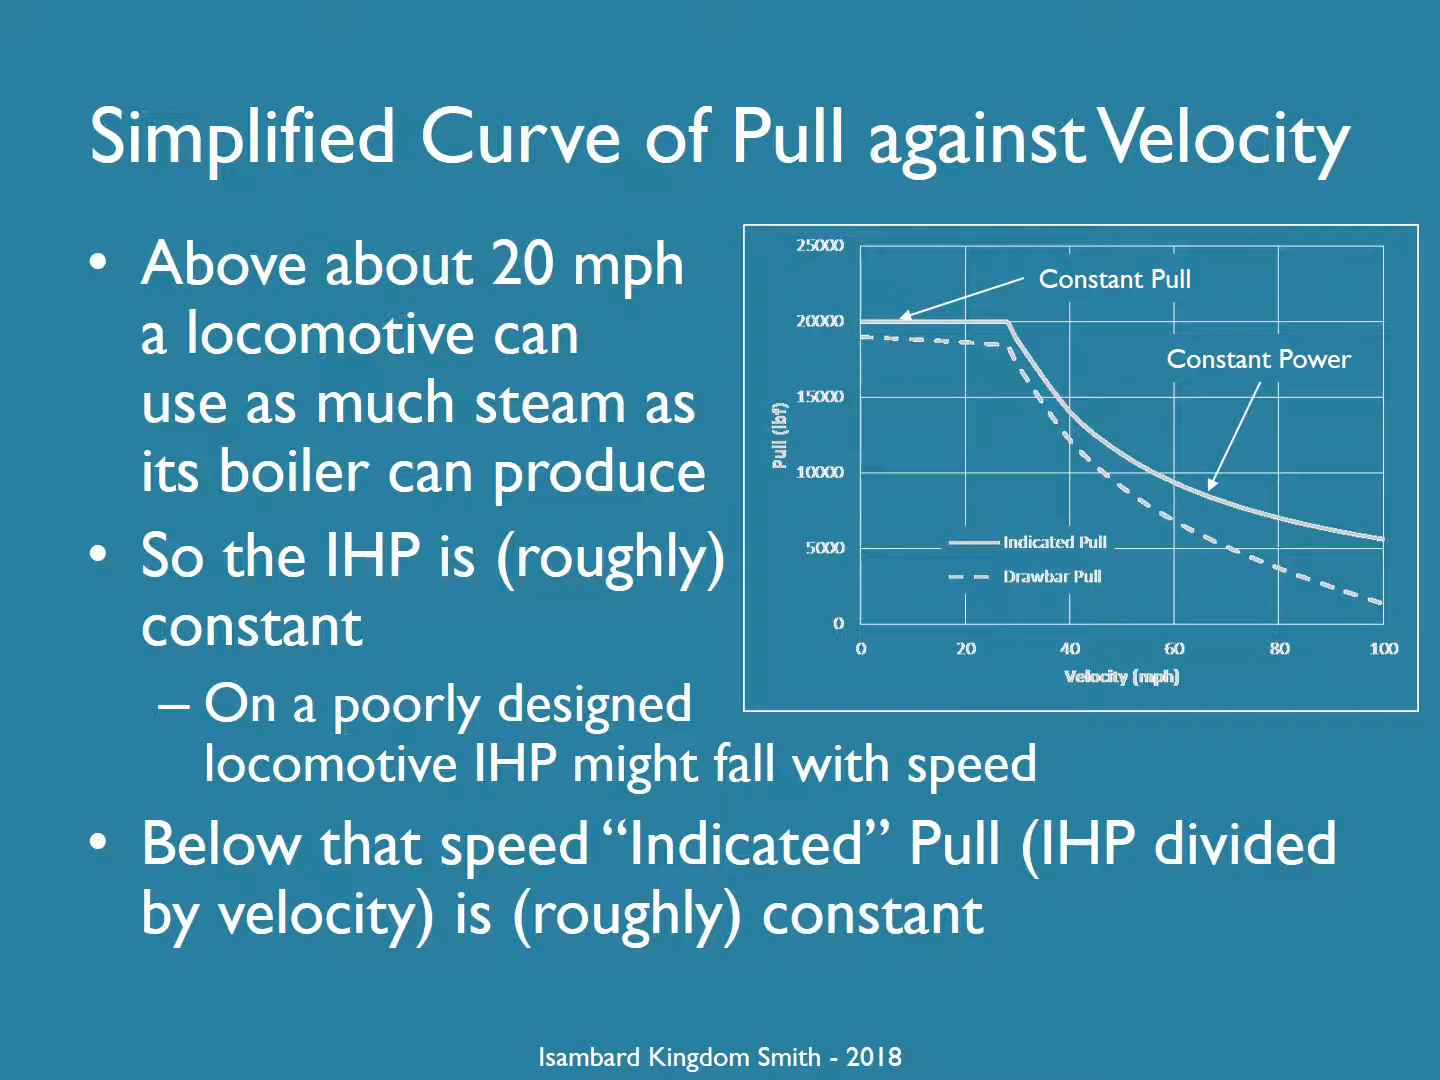 Simplified Curve of Pull against Velocity
• Above about 20 mph
a locomotive can
use as much steam as
its boiler can produce
• So the IHP is (roughly)
constant
– On a poorly designed
locomotive IHP might fall with speed
• Below that speed “Indicated” Pull (IHP divided
by velocity) is (roughly) constant
25000
20000
15000
10000
5000
0
Pull (lbf)
Constant Pull
Constant Power
Indicated Pull
Drawbar Pull
0 20 40 60 80 100
Velocity (mph)
Isambard Kingdom Smith - 2018